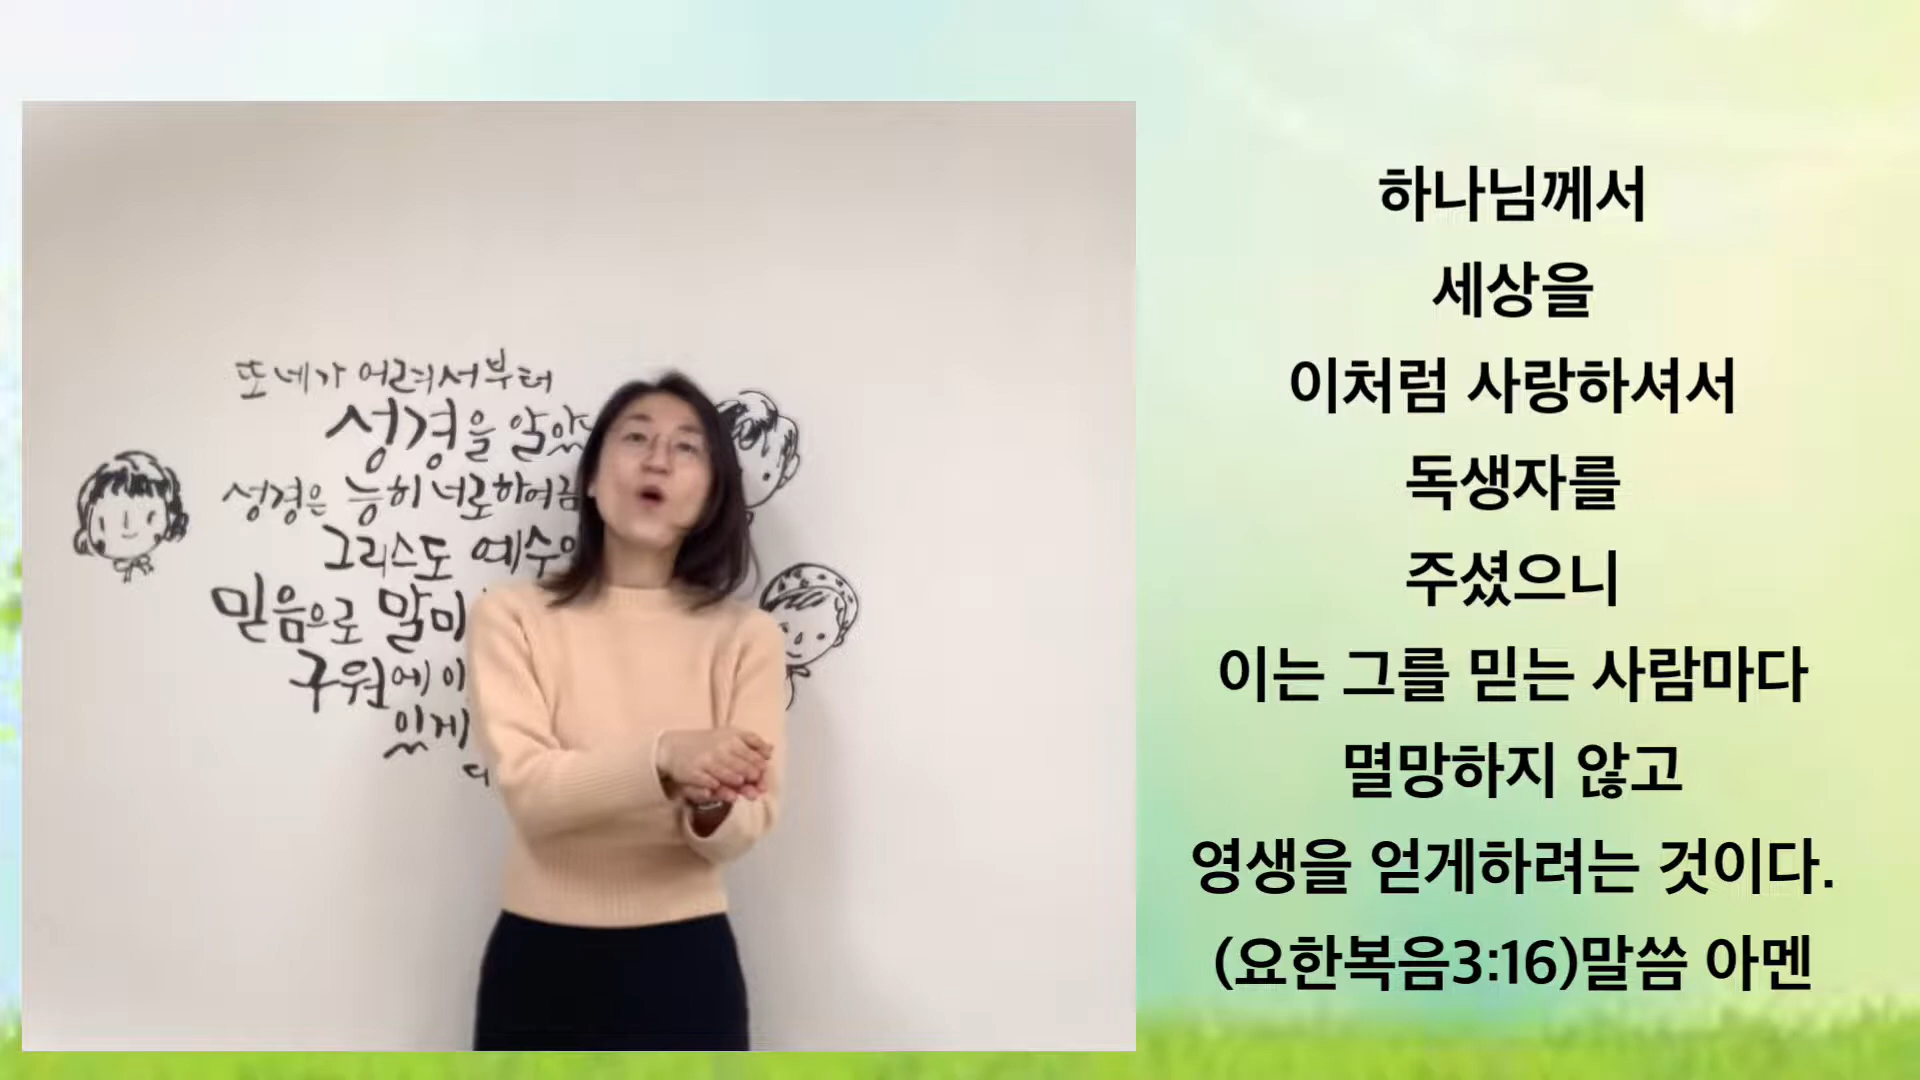 또 네가 어려서부터
성경을 알았
성경은 능히 너로하여금
그리스도 예수
믿음으로 말미
구원에 이
있게
하나님께서
세상을
이처럼 사랑하셔서
독생자를
주셨으니
이는 그를 믿는 사람마다
멸망하지 않고
영생을 얻게하려는 것이다.
(요한복음3:16)말씀 아멘